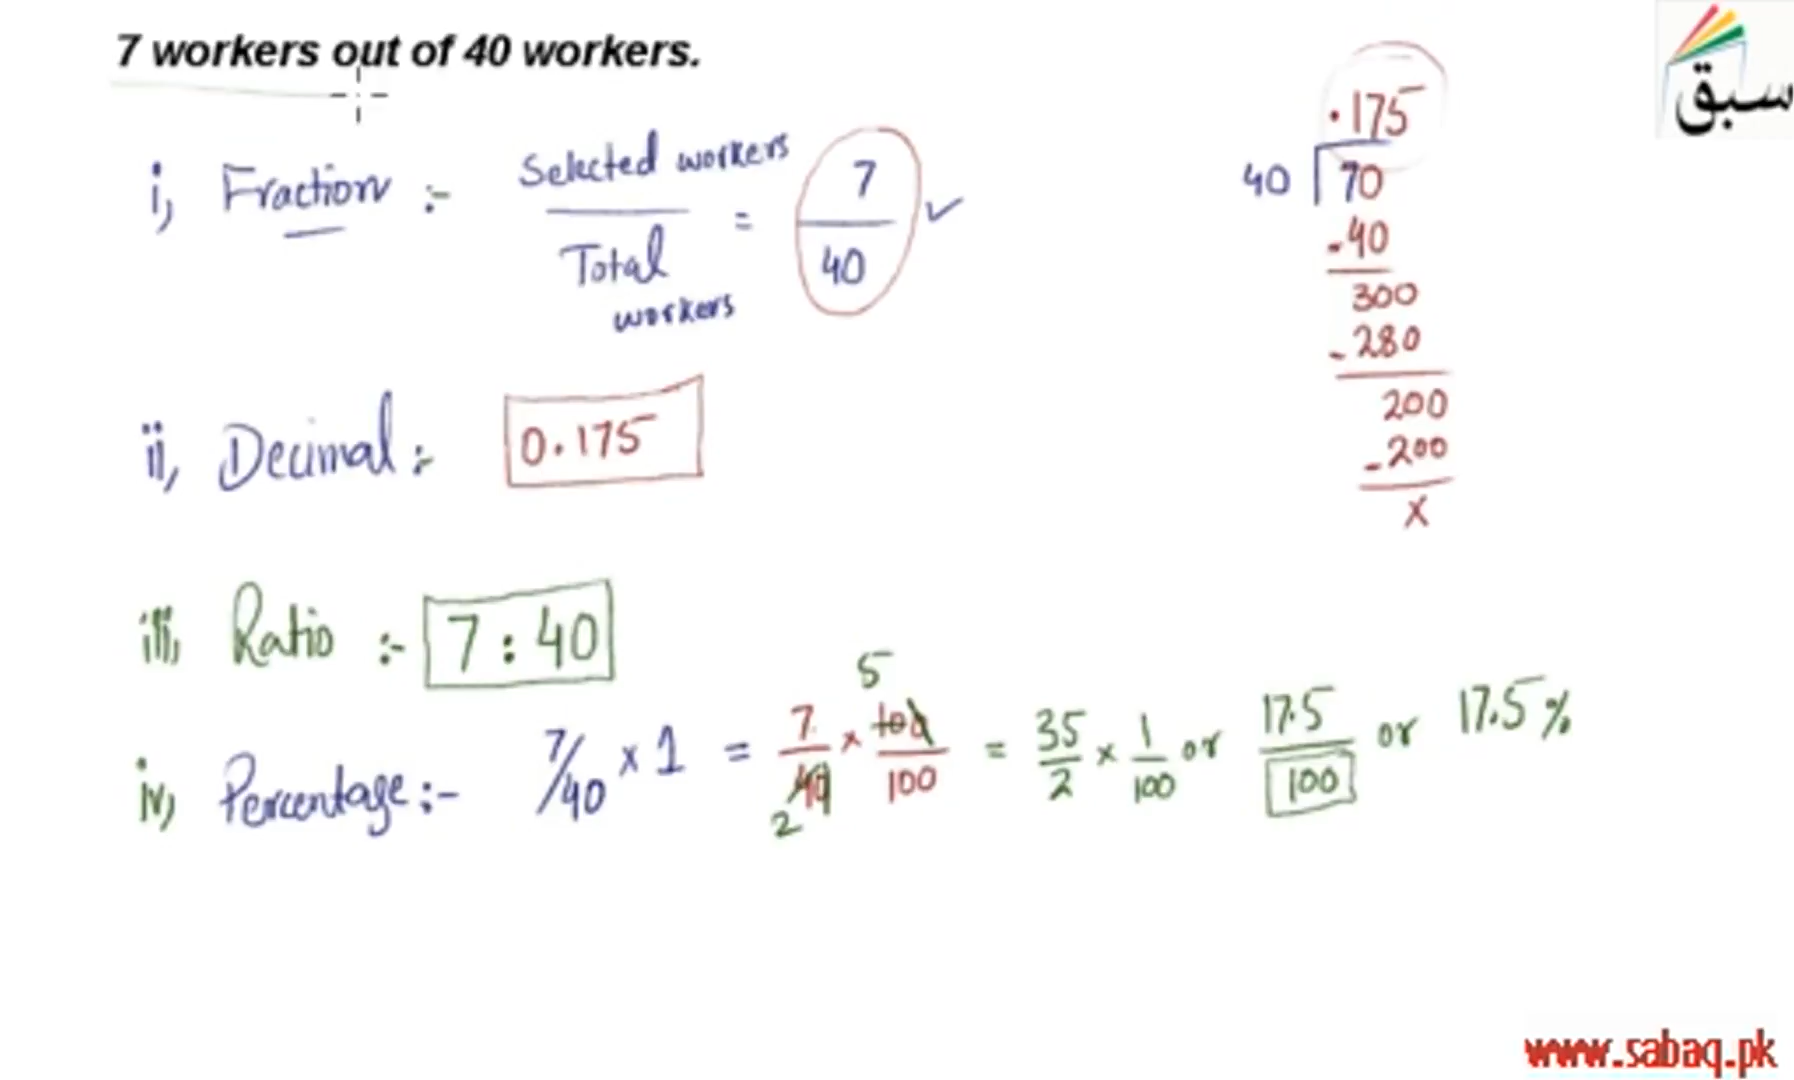 7 workers out of 40 workers.
سبق
i, Fraction :- Selected workers / Total workers = 7/40 ✓
ii, Decimal :- 0.175
.175
40 70
-40
300
-280
200
-200
x
iii, Ratio :- 7 : 40
iv, Percentage :- 7/40 × 1 = 7/40 × 100/100 = 35/2 × 1/100 or 17.5/100 or 17.5 %
5
2
www.sabaq.pk